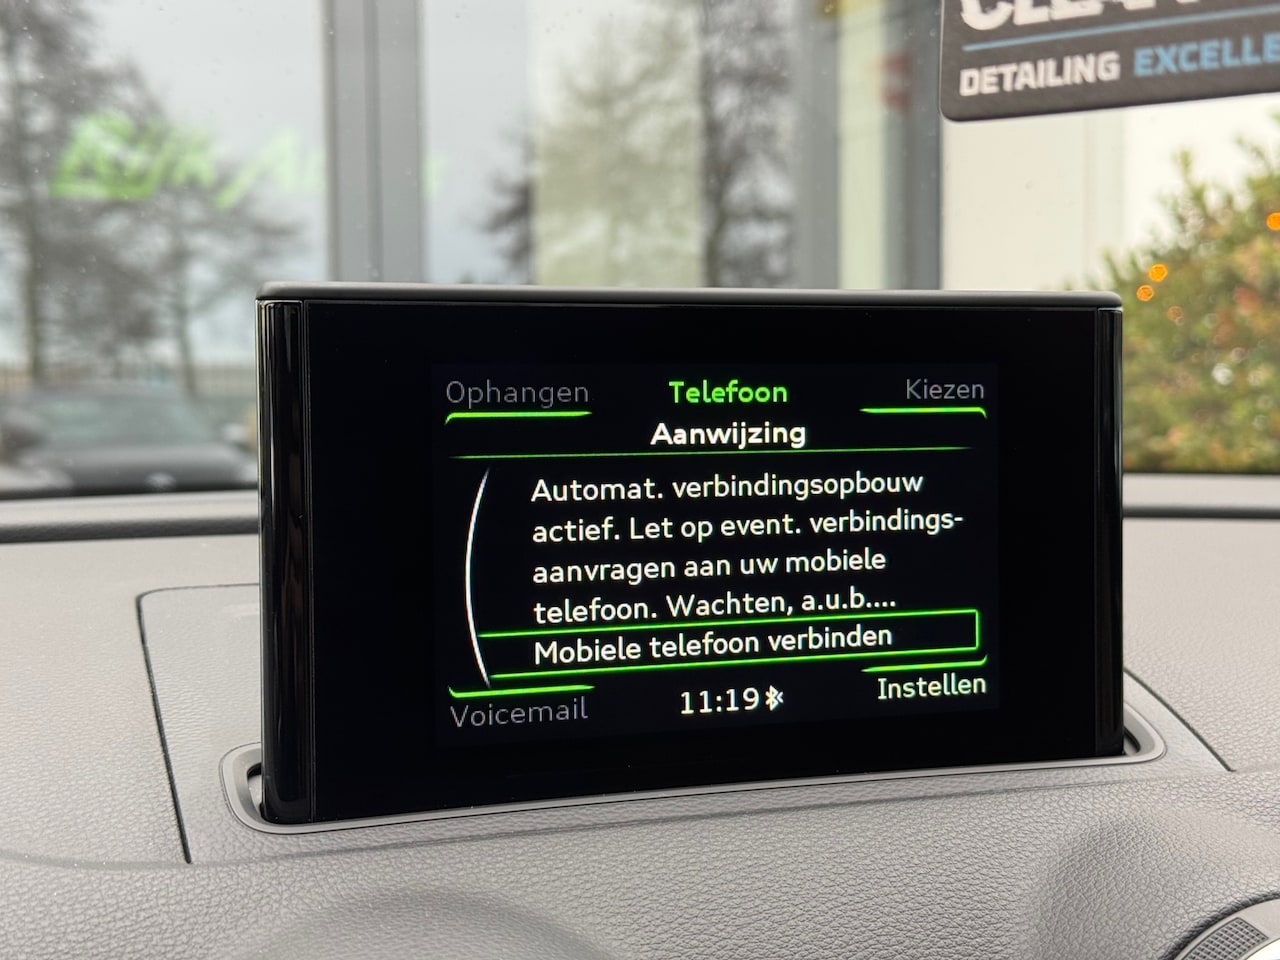 DETAILING EXCELLE
Ophangen Telefoon Kiezen
Aanwijzing
Automat. verbindingsopbouw
actief. Let op event. verbindings-
aanvragen aan uw mobiele
telefoon. Wachten, a.u.b....
Mobiele telefoon verbinden
Voicemail 11:19 Instellen